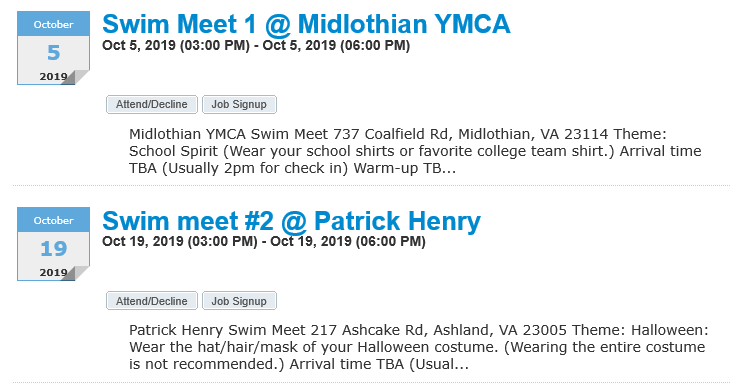 October
5
2019
Swim Meet 1 @ Midlothian YMCA
Oct 5, 2019 (03:00 PM) - Oct 5, 2019 (06:00 PM)
Attend/Decline Job Signup
Midlothian YMCA Swim Meet 737 Coalfield Rd, Midlothian, VA 23114 Theme:
School Spirit (Wear your school shirts or favorite college team shirt.) Arrival time
TBA (Usually 2pm for check in) Warm-up TB...
October
19
2019
Swim meet #2 @ Patrick Henry
Oct 19, 2019 (03:00 PM) - Oct 19, 2019 (06:00 PM)
Attend/Decline Job Signup
Patrick Henry Swim Meet 217 Ashcake Rd, Ashland, VA 23005 Theme: Halloween:
Wear the hat/hair/mask of your Halloween costume. (Wearing the entire costume
is not recommended.) Arrival time TBA (Usual...